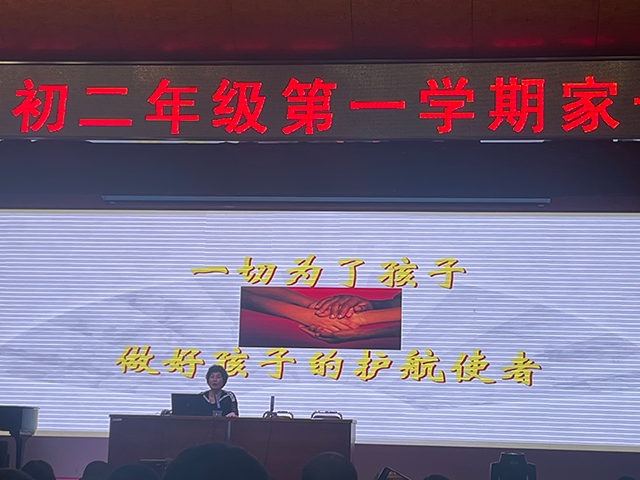 初二年级第一学期家
一切为了孩子
做好孩子的护航使者